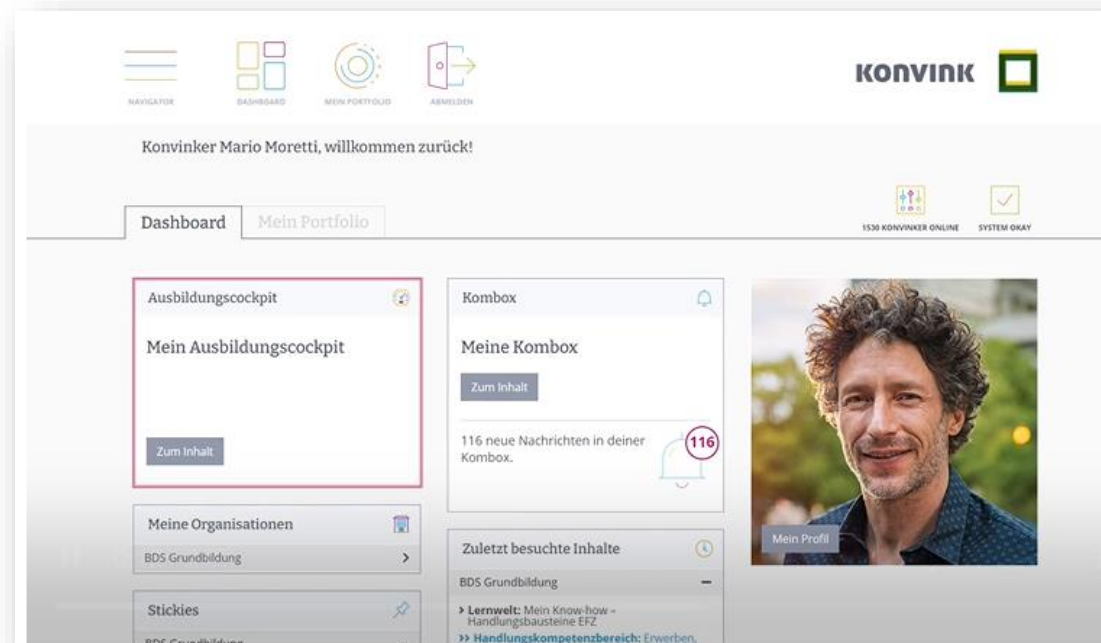 KONVINK
NAVIGATOR
DASHBOARD
MEIN PORTFOLIO
ABMELDEN
Konvinker Mario Moretti, willkommen zurück!
Dashboard
Mein Portfolio
1530 KONVINKER ONLINE
SYSTEM OKAY
Ausbildungscockpit
Mein Ausbildungscockpit
Zum Inhalt
Kombox
Meine Kombox
Zum Inhalt
116 neue Nachrichten in deiner
Kombox.
116
Mein Profil
Meine Organisationen
BDS Grundbildung
Stickies
BDS Grundbildung
Zuletzt besuchte Inhalte
BDS Grundbildung
Lernwelt: Mein Know-how –
Handlungsbausteine EFZ
Handlungskompetenzbereich: Erwerben,